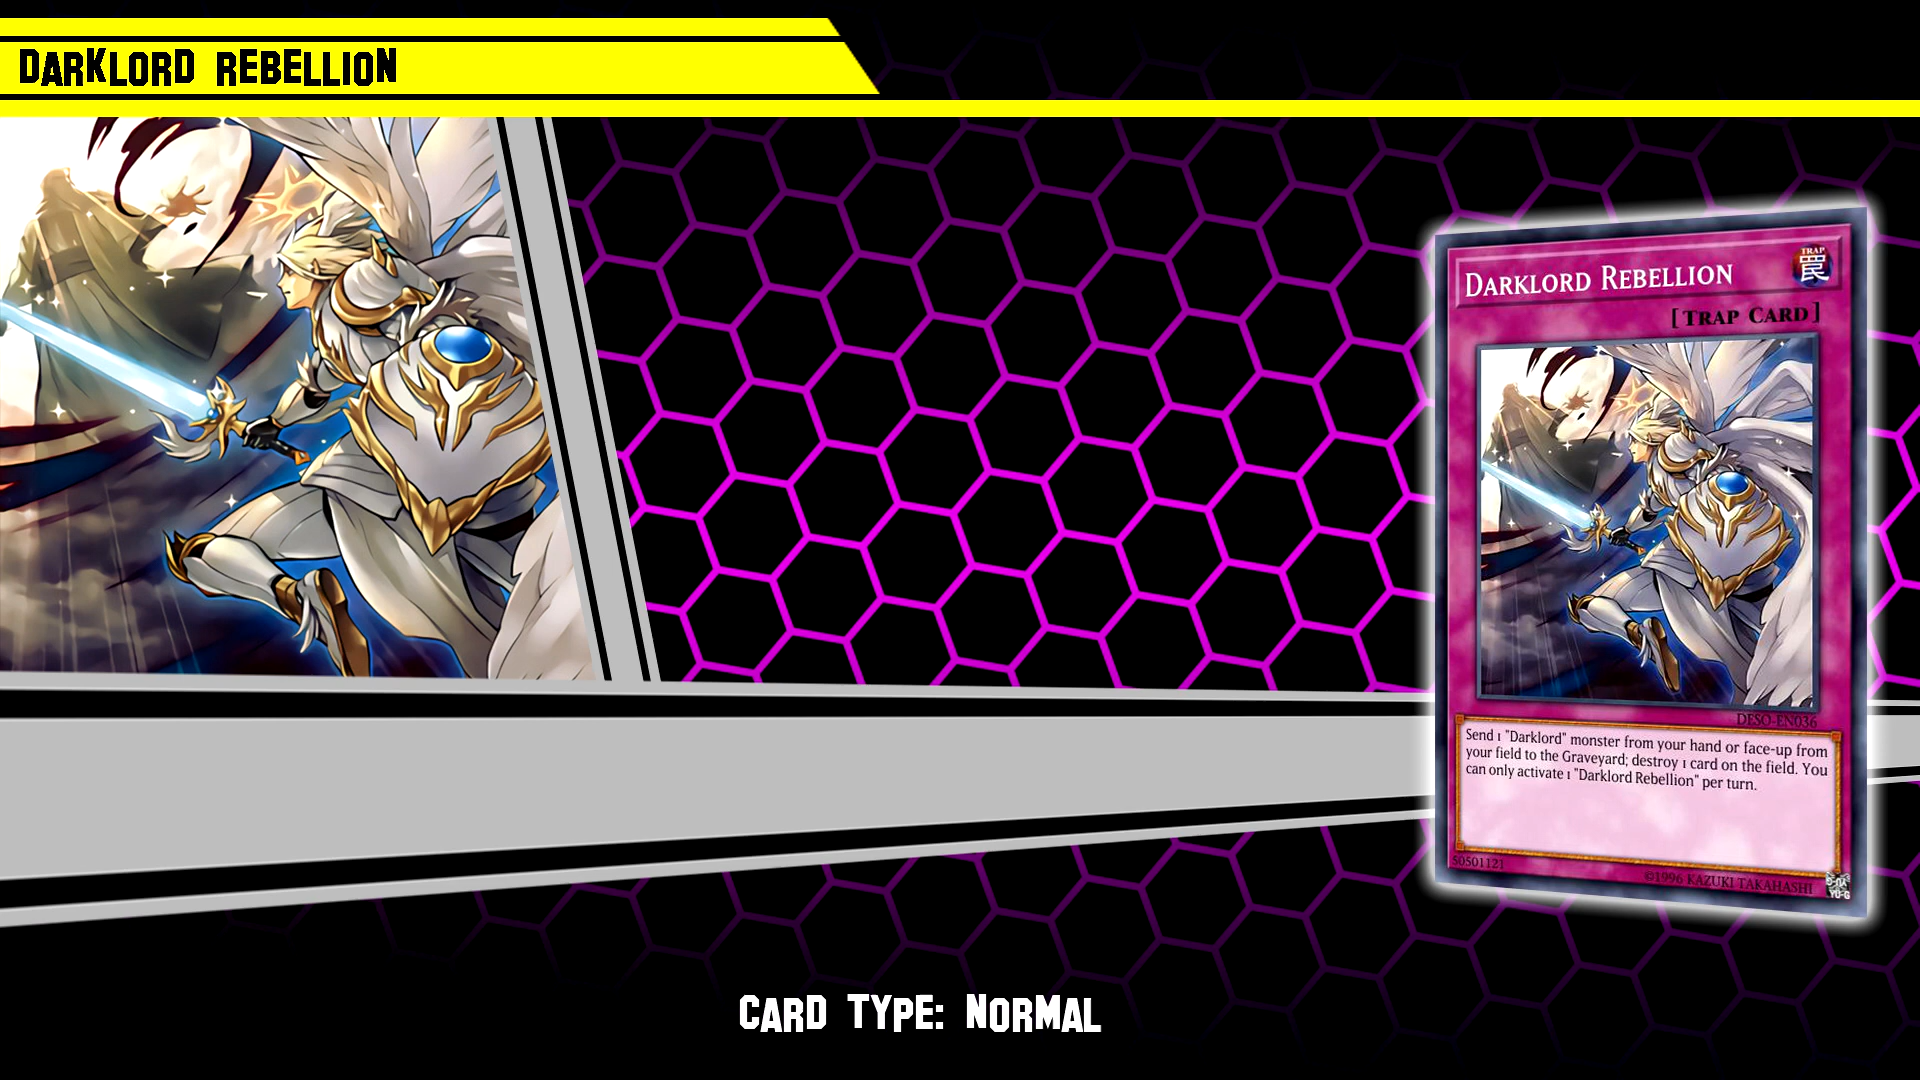 DARKLORD REBELLION
DARKLORD REBELLION
TRAP
罠
[TRAP CARD]
DESO-EN036
Send 1 "Darklord" monster from your hand or face-up from
your field to the Graveyard; destroy 1 card on the field. You
can only activate 1 "Darklord Rebellion" per turn.
50501121
©1996 KAZUKI TAKAHASHI
CARD TYPE: NORMAL